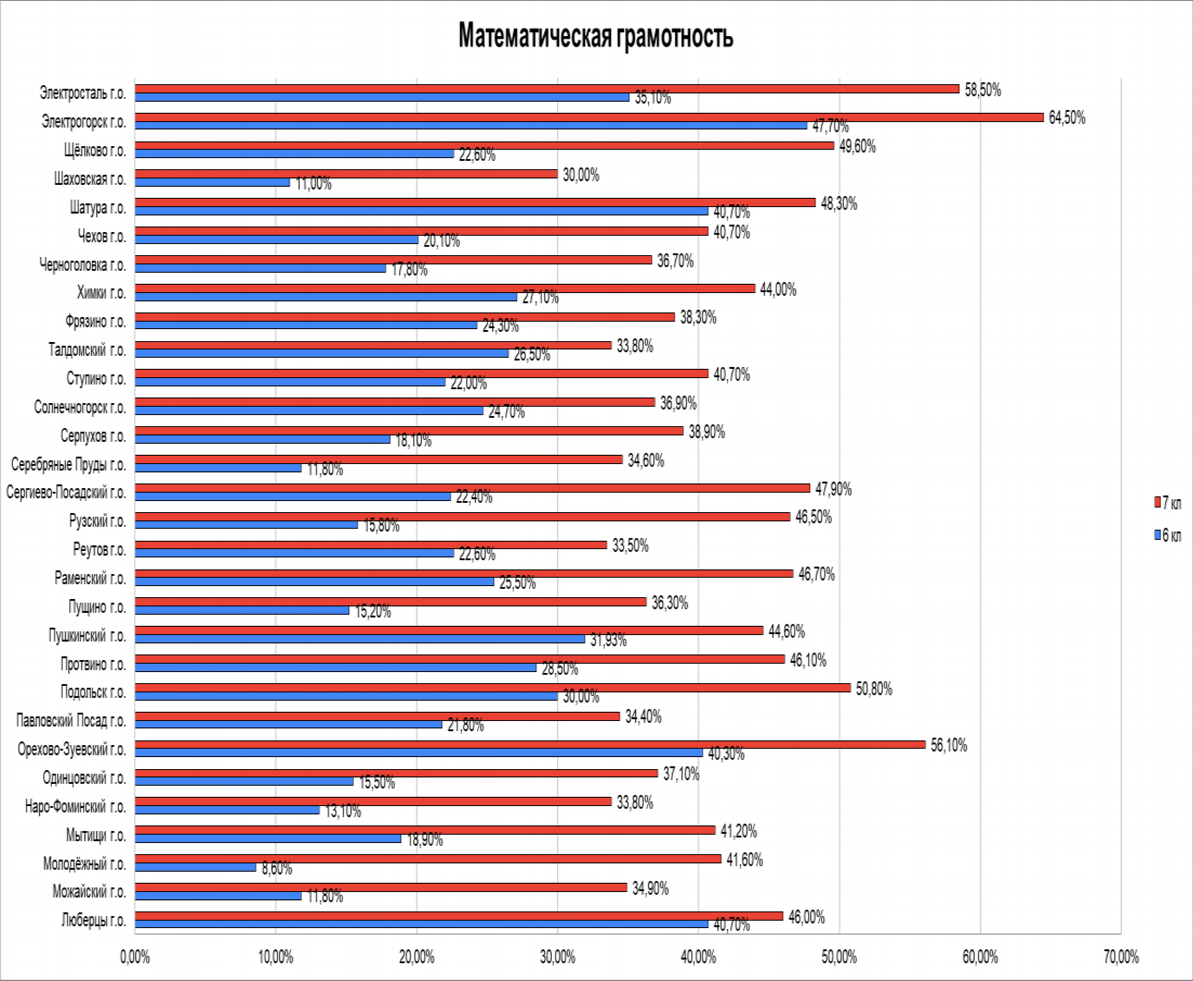 Математическая грамотность
Электросталь г.о.
58,50%
35,10%
Электрогорск г.о.
64,50%
47,70%
Щёлково г.о.
49,60%
22,60%
Шаховская г.о.
30,00%
11,00%
Шатура г.о.
48,30%
40,70%
Чехов г.о.
40,70%
20,10%
Черноголовка г.о.
36,70%
17,80%
Химки г.о.
44,00%
27,10%
Фрязино г.о.
38,30%
24,30%
Талдомский г.о.
33,80%
26,50%
Ступино г.о.
40,70%
22,00%
Солнечногорск г.о.
36,90%
24,70%
Серпухов г.о.
38,90%
18,10%
Серебряные Пруды г.о.
34,60%
11,80%
Сергиево-Посадский г.о.
47,90%
22,40%
Рузский г.о.
46,50%
15,80%
Реутов г.о.
33,50%
22,60%
Раменский г.о.
46,70%
25,50%
Пущино г.о.
36,30%
15,20%
Пушкинский г.о.
44,60%
31,93%
Протвино г.о.
46,10%
28,50%
Подольск г.о.
50,80%
30,00%
Павловский Посад г.о.
34,40%
21,80%
Орехово-Зуевский г.о.
56,10%
40,30%
Одинцовский г.о.
37,10%
15,50%
Наро-Фоминский г.о.
33,80%
13,10%
Мытищи г.о.
41,20%
18,90%
Молодёжный г.о.
41,60%
8,60%
Можайский г.о.
34,90%
11,80%
Люберцы г.о.
46,00%
40,70%
7 кл
6 кл
0,00% 10,00% 20,00% 30,00% 40,00% 50,00% 60,00% 70,00%